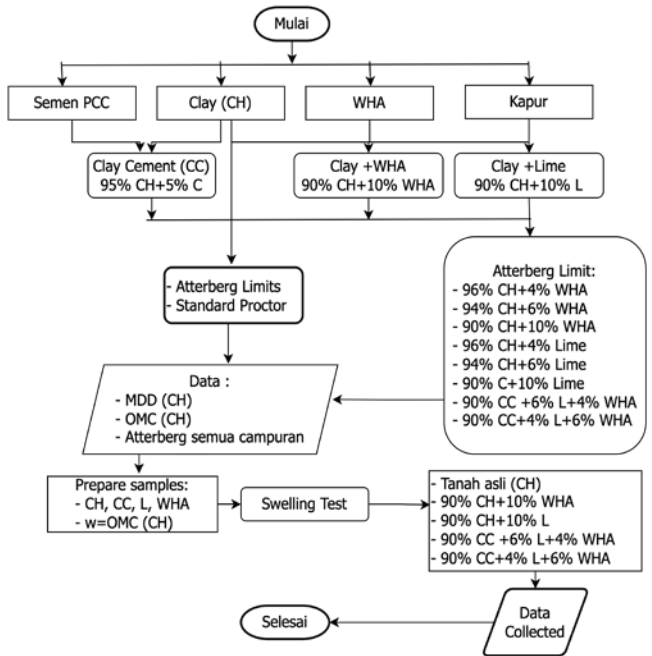 Mulai
Semen PCC
Clay (CH)
WHA
Kapur
Clay Cement (CC)
95% CH+5% C
Clay +WHA
90% CH+10% WHA
Clay +Lime
90% CH+10% L
- Atterberg Limits
- Standard Proctor
Atterberg Limit:
- 96% CH+4% WHA
- 94% CH+6% WHA
- 90% CH+10% WHA
- 96% CH+4% Lime
- 94% CH+6% Lime
- 90% C+10% Lime
- 90% CC +6% L+4% WHA
- 90% CC+4% L+6% WHA
Data :
- MDD (CH)
- OMC (CH)
- Atterberg semua campuran
Prepare samples:
- CH, CC, L, WHA
- w=OMC (CH)
Swelling Test
- Tanah asli (CH)
- 90% CH+10% WHA
- 90% CH+10% L
- 90% CC +6% L+4% WHA
- 90% CC+4% L+6% WHA
Data
Collected
Selesai